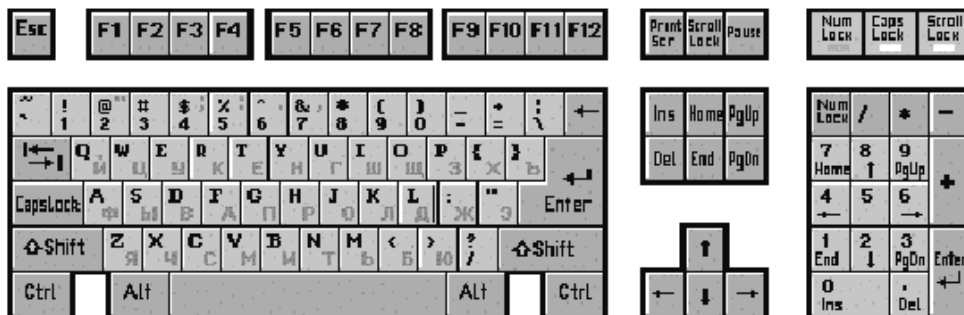 Esc F1 F2 F3 F4 F5 F6 F7 F8 F9 F10 F11 F12 Print Scr Scroll Lock Pause Num Lock Caps Lock Scroll Lock
~ ` ! 1 @ " 2 # 3 $ ; 4 % : 5 ^ 6 & 7 * 8 ( 9 ) 0 _ - + = \ ← Ins Home PgUp Num Lock / * −
Q Й W Ц E У R К T Е Y Н U Г I Ш O Щ P З { Х } Ъ Enter Del End PgDn 7 Home 8 ↑ 9 PgUp +
CapsLock A Ф S Ы D В F А G П H Р J О K Л L Д : Ж " Э 4 ← 5 6 →
Shift Z Я X Ч C С V М B И N Т M Ь < Б > Ю ? / Shift ↑ 1 End 2 ↓ 3 PgDn Enter
Ctrl Alt Alt Ctrl ← ↓ → 0 Ins . Del